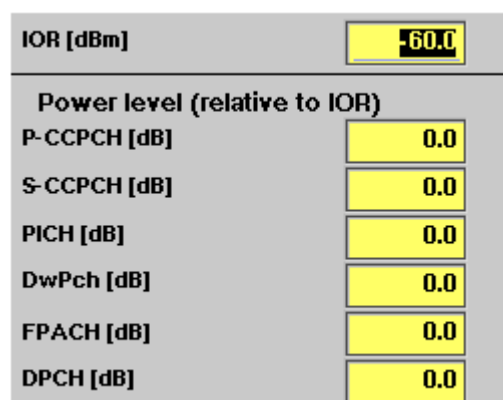 IOR [dBm] -60.0
Power level (relative to IOR)
P-CCPCH [dB] 0.0
S-CCPCH [dB] 0.0
PICH [dB] 0.0
DwPch [dB] 0.0
FPACH [dB] 0.0
DPCH [dB] 0.0